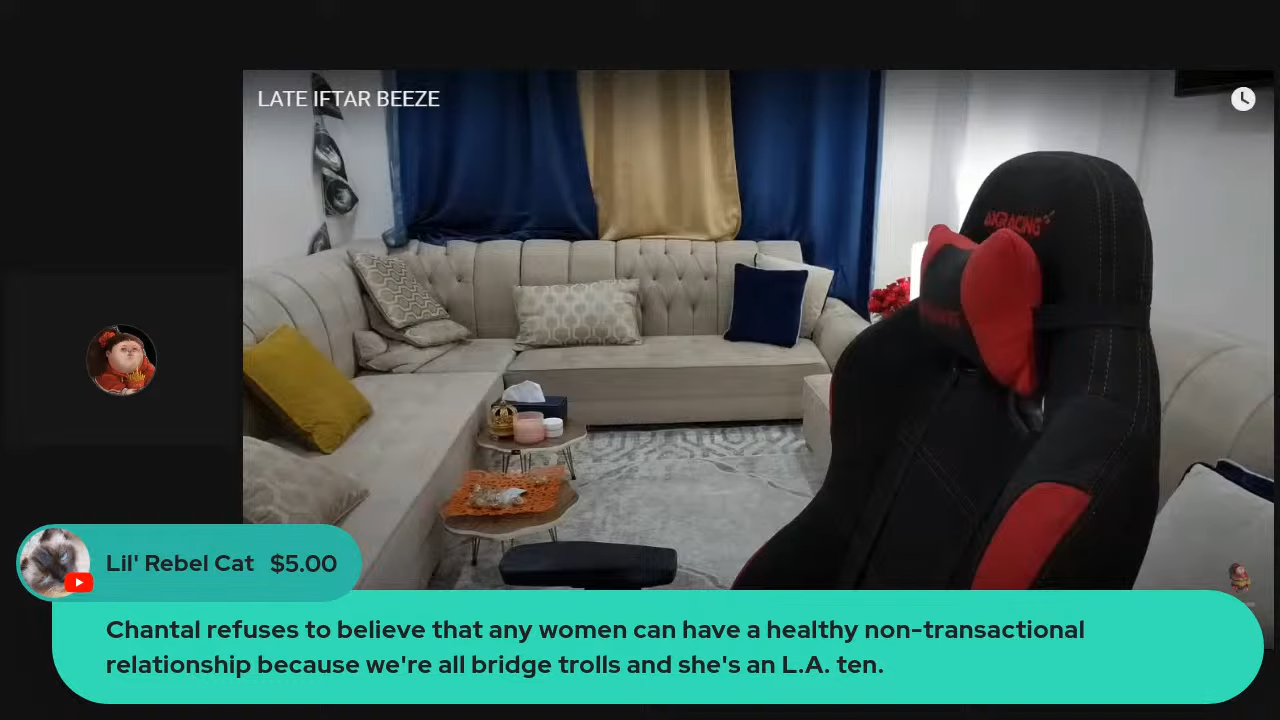 LATE IFTAR BEEZE
AKRACING
Lil' Rebel Cat $5.00
Chantal refuses to believe that any women can have a healthy non-transactional
relationship because we're all bridge trolls and she's an L.A. ten.